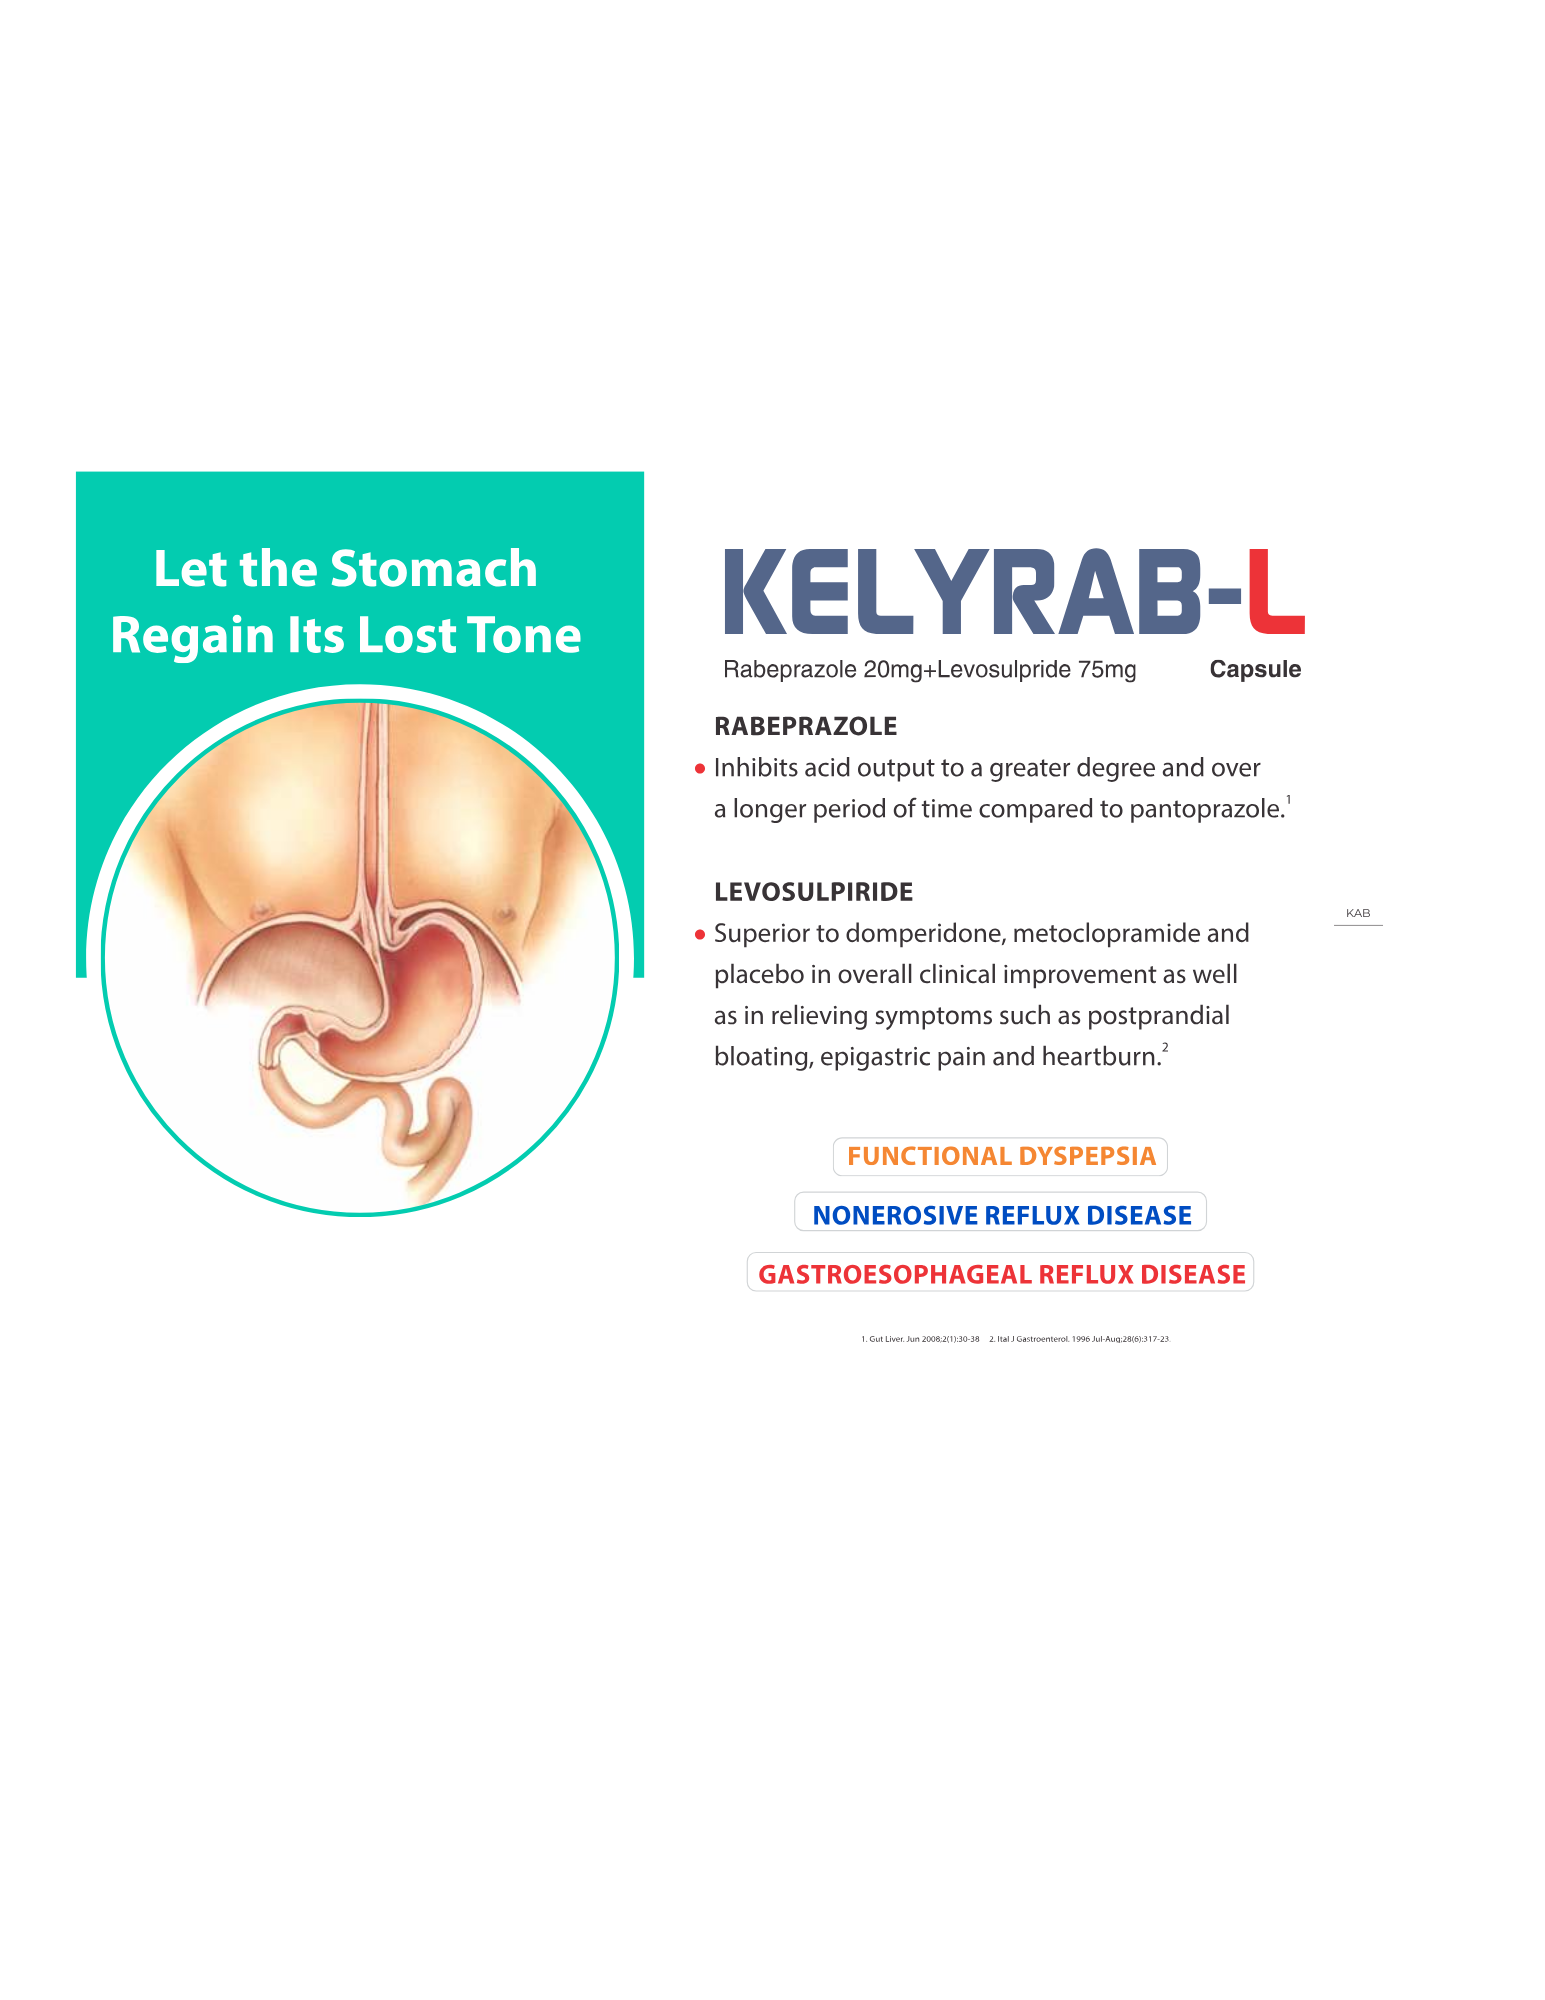 Let the Stomach
Regain Its Lost Tone
KELYRAB-L
Rabeprazole 20mg+Levosulpride 75mg Capsule
RABEPRAZOLE
• Inhibits acid output to a greater degree and over
a longer period of time compared to pantoprazole.1
LEVOSULPIRIDE
• Superior to domperidone, metoclopramide and
placebo in overall clinical improvement as well
as in relieving symptoms such as postprandial
bloating, epigastric pain and heartburn.2
KAB
FUNCTIONAL DYSPEPSIA
NONEROSIVE REFLUX DISEASE
GASTROESOPHAGEAL REFLUX DISEASE
1. Gut Liver. Jun 2008;2(1):30-38 2. Ital J Gastroenterol. 1996 Jul-Aug;28(6):317-23.